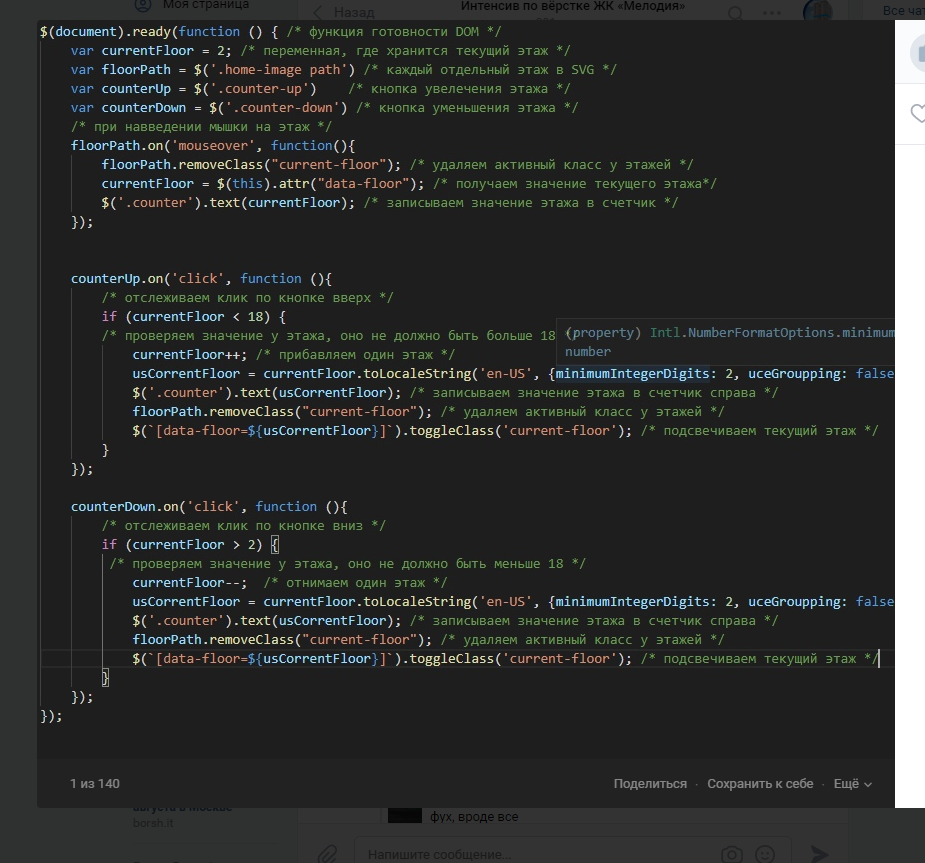 Моя страница
Назад
Интенсив по вёрстке ЖК «Мелодия»
Все ча
$(document).ready(function () { /* функция готовности DOM */
var currentFloor = 2; /* переменная, где хранится текущий этаж */
var floorPath = $('.home-image path') /* каждый отдельный этаж в SVG */
var counterUp = $('.counter-up')    /* кнопка увелечения этажа */
var counterDown = $('.counter-down') /* кнопка уменьшения этажа */
/* при навведении мышки на этаж */
floorPath.on('mouseover', function(){
floorPath.removeClass("current-floor"); /* удаляем активный класс у этажей */
currentFloor = $(this).attr("data-floor"); /* получаем значение текущего этажа*/
$('.counter').text(currentFloor); /* записываем значение этажа в счетчик */
});
counterUp.on('click', function (){
/* отслеживаем клик по кнопке вверх */
if (currentFloor < 18) {
/* проверяем значение у этажа, оно не должно быть больше 18
(property) Intl.NumberFormatOptions.minimum
number
currentFloor++; /* прибавляем один этаж */
usCorrentFloor = currentFloor.toLocaleString('en-US', {minimumIntegerDigits: 2, uceGroupping: false
$('.counter').text(usCorrentFloor); /* записываем значение этажа в счетчик справа */
floorPath.removeClass("current-floor"); /* удаляем активный класс у этажей */
$(`[data-floor=${usCorrentFloor}]`).toggleClass('current-floor'); /* подсвечиваем текущий этаж */
}
});
counterDown.on('click', function (){
/* отслеживаем клик по кнопке вниз */
if (currentFloor > 2) {
/* проверяем значение у этажа, оно не должно быть меньше 18 */
currentFloor--;  /* отнимаем один этаж */
usCorrentFloor = currentFloor.toLocaleString('en-US', {minimumIntegerDigits: 2, uceGroupping: false
$('.counter').text(usCorrentFloor); /* записываем значение этажа в счетчик справа */
floorPath.removeClass("current-floor"); /* удаляем активный класс у этажей */
$(`[data-floor=${usCorrentFloor}]`).toggleClass('current-floor'); /* подсвечиваем текущий этаж */
}
});
});
1 из 140
Поделиться · Сохранить к себе · Ещё
августа в Москве
borsh.it
фух, вроде все
Напишите сообщение...